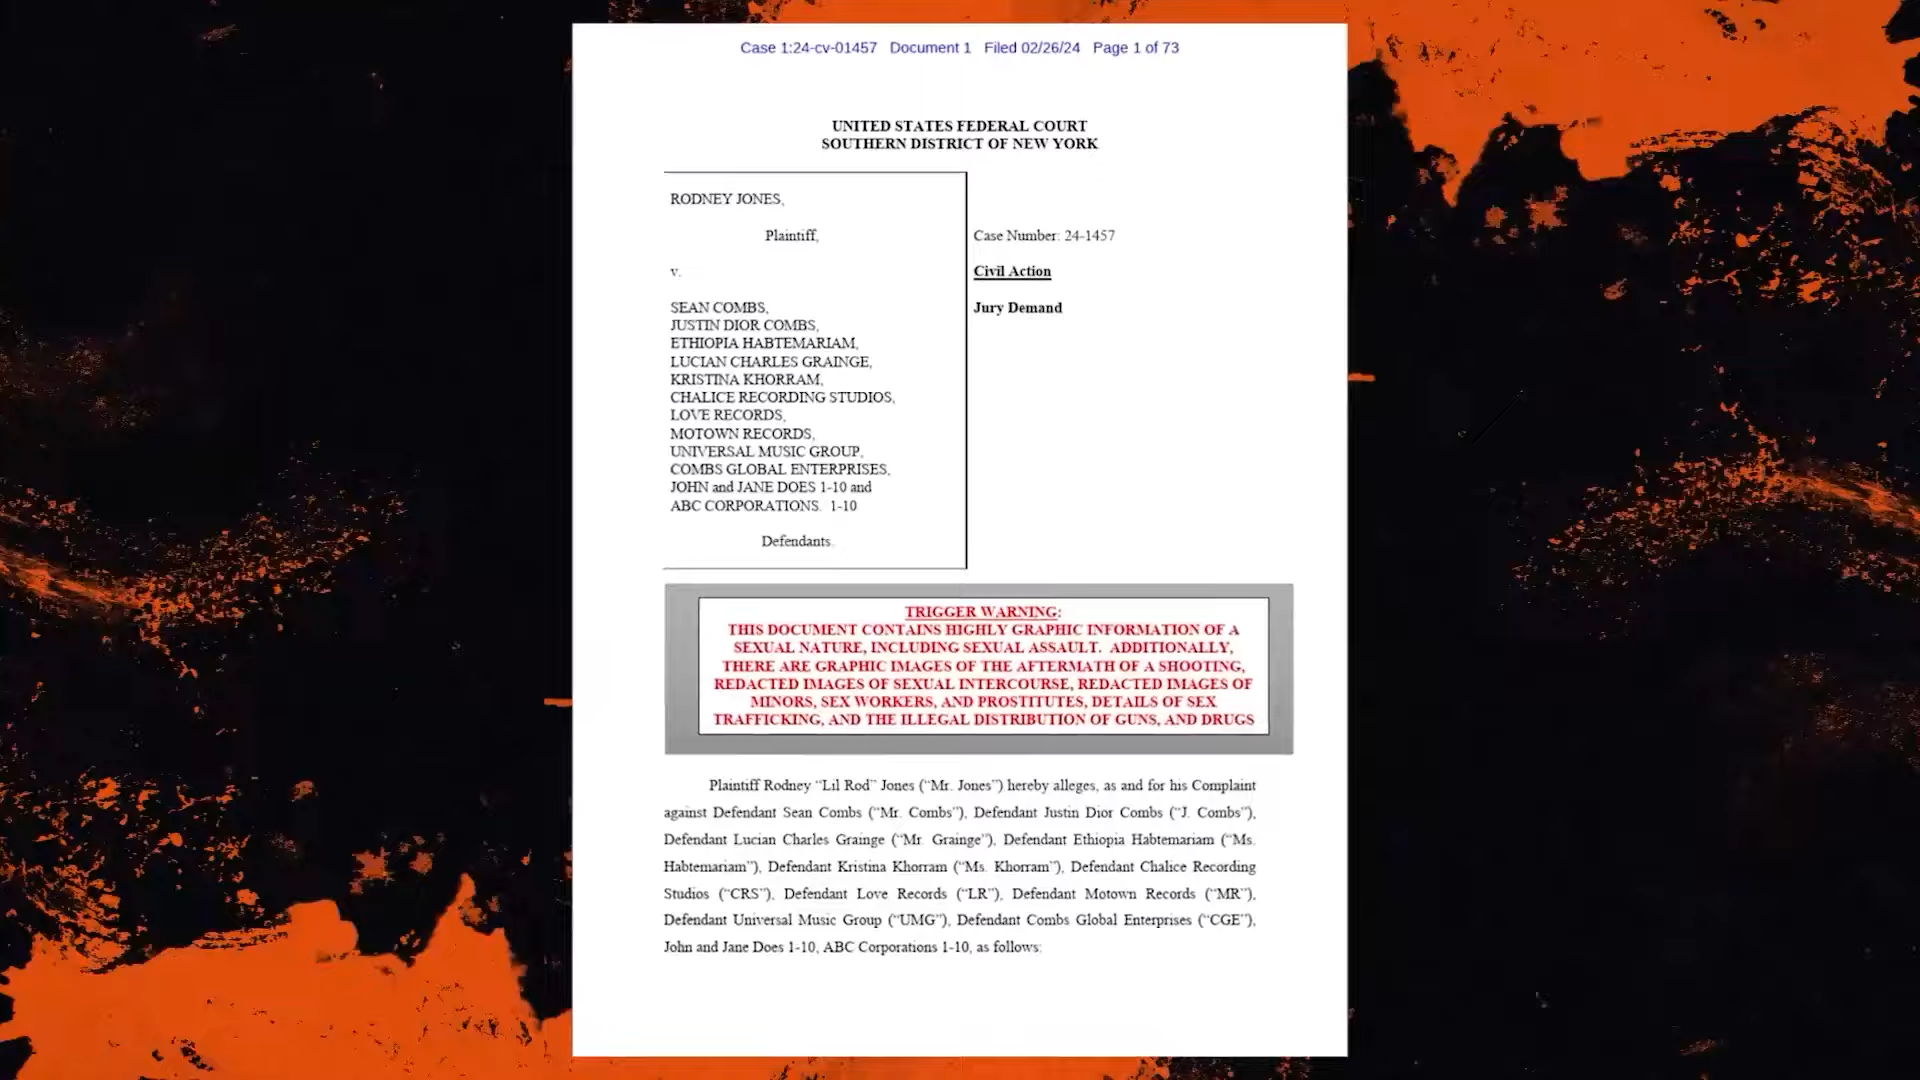 Case 1:24-cv-01457 Document 1 Filed 02/26/24 Page 1 of 73
UNITED STATES FEDERAL COURT
SOUTHERN DISTRICT OF NEW YORK
RODNEY JONES,
Plaintiff,
v.
SEAN COMBS,
JUSTIN DIOR COMBS,
ETHIOPIA HABTEMARIAM,
LUCIAN CHARLES GRAINGE,
KRISTINA KHORRAM,
CHALICE RECORDING STUDIOS,
LOVE RECORDS,
MOTOWN RECORDS,
UNIVERSAL MUSIC GROUP,
COMBS GLOBAL ENTERPRISES,
JOHN and JANE DOES 1-10 and
ABC CORPORATIONS. 1-10
Defendants.
Case Number: 24-1457
Civil Action
Jury Demand
TRIGGER WARNING:
THIS DOCUMENT CONTAINS HIGHLY GRAPHIC INFORMATION OF A
SEXUAL NATURE, INCLUDING SEXUAL ASSAULT. ADDITIONALLY,
THERE ARE GRAPHIC IMAGES OF THE AFTERMATH OF A SHOOTING,
REDACTED IMAGES OF SEXUAL INTERCOURSE, REDACTED IMAGES OF
MINORS, SEX WORKERS, AND PROSTITUTES, DETAILS OF SEX
TRAFFICKING, AND THE ILLEGAL DISTRIBUTION OF GUNS, AND DRUGS
Plaintiff Rodney “Lil Rod” Jones (“Mr. Jones”) hereby alleges, as and for his Complaint
against Defendant Sean Combs (“Mr. Combs”), Defendant Justin Dior Combs (“J. Combs”),
Defendant Lucian Charles Grainge (“Mr. Grainge”), Defendant Ethiopia Habtemariam (“Ms.
Habtemariam”), Defendant Kristina Khorram (“Ms. Khorram”), Defendant Chalice Recording
Studios (“CRS”), Defendant Love Records (“LR”), Defendant Motown Records (“MR”),
Defendant Universal Music Group (“UMG”), Defendant Combs Global Enterprises (“CGE”),
John and Jane Does 1-10, ABC Corporations 1-10, as follows: